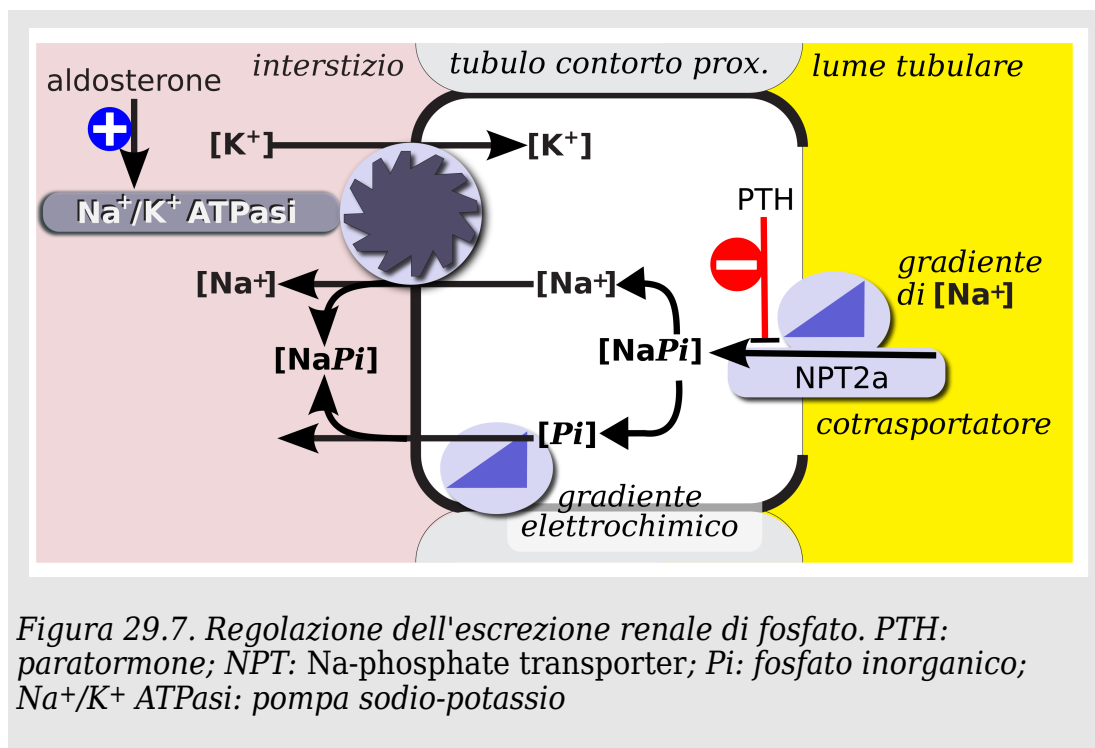 interstizio
tubulo contorto prox.
lume tubulare
aldosterone
[K+]
[K+]
Na+/K+ ATPasi
PTH
gradiente
di [Na+]
[Na+]
[Na+]
[NaPi]
[NaPi]
NPT2a
cotrasportatore
[Pi]
gradiente
elettrochimico
Figura 29.7. Regolazione dell'escrezione renale di fosfato. PTH:
paratormone; NPT: Na-phosphate transporter; Pi: fosfato inorganico;
Na+/K+ ATPasi: pompa sodio-potassio